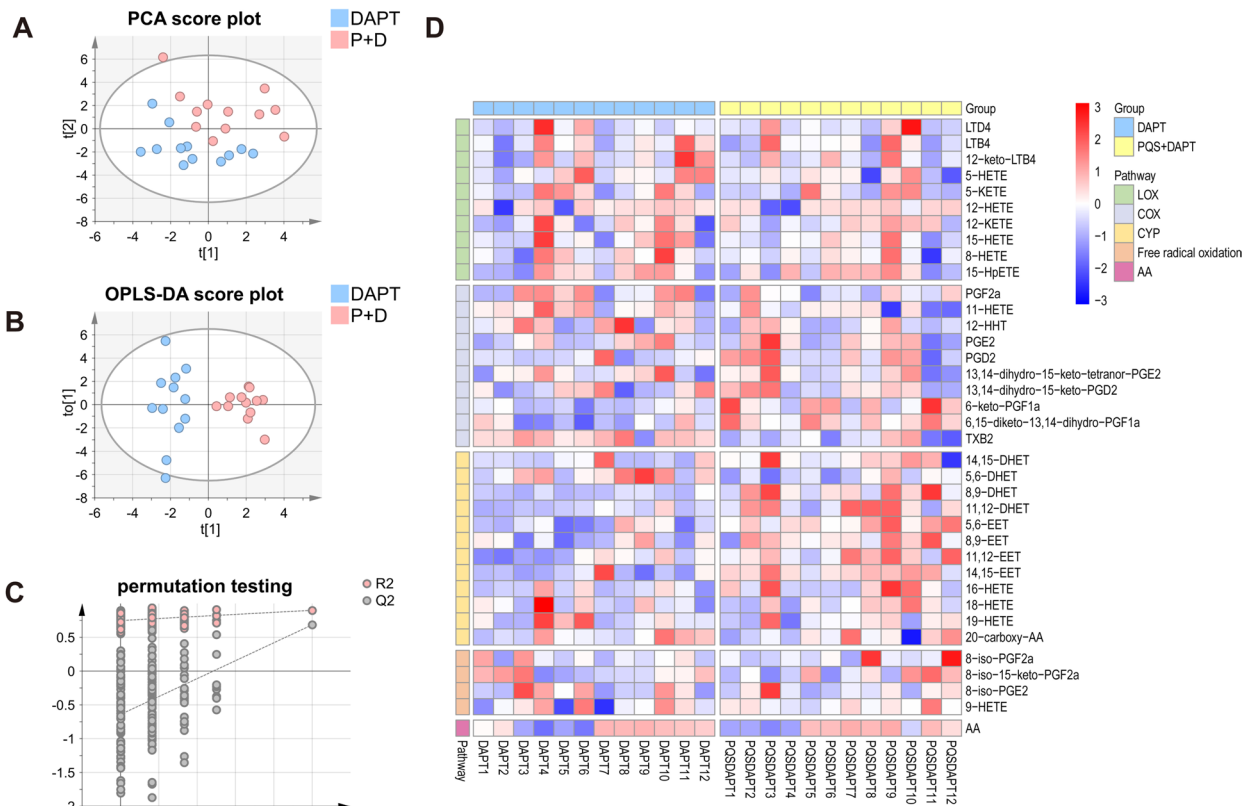 A
PCA score plot
DAPT
P+D
t[2]
6
4
2
0
-2
-4
-6
-8
-6
-4
-2
0
2
4
t[1]
B
OPLS-DA score plot
DAPT
P+D
to[1]
6
4
2
0
-2
-4
-6
-8
-6
-4
-2
0
2
4
t[1]
C
permutation testing
R2
Q2
0.5
0
-0.5
-1
-1.5
-2
D
Group
LTD4
LTB4
12-keto-LTB4
5-HETE
5-KETE
12-HETE
12-KETE
15-HETE
8-HETE
15-HpETE
PGF2a
11-HETE
12-HHT
PGE2
PGD2
13,14-dihydro-15-keto-tetranor-PGE2
13,14-dihydro-15-keto-PGD2
6-keto-PGF1a
6,15-diketo-13,14-dihydro-PGF1a
TXB2
14,15-DHET
5,6-DHET
8,9-DHET
11,12-DHET
5,6-EET
8,9-EET
11,12-EET
14,15-EET
16-HETE
18-HETE
19-HETE
20-carboxy-AA
8-iso-PGF2a
8-iso-15-keto-PGF2a
8-iso-PGE2
9-HETE
AA
Pathway
DAPT1
DAPT2
DAPT3
DAPT4
DAPT5
DAPT6
DAPT7
DAPT8
DAPT9
DAPT10
DAPT11
DAPT12
PQSDAPT1
PQSDAPT2
PQSDAPT3
PQSDAPT4
PQSDAPT5
PQSDAPT6
PQSDAPT7
PQSDAPT8
PQSDAPT9
PQSDAPT10
PQSDAPT11
PQSDAPT12
3
2
1
0
-1
-2
-3
Group
DAPT
PQS+DAPT
Pathway
LOX
COX
CYP
Free radical oxidation
AA